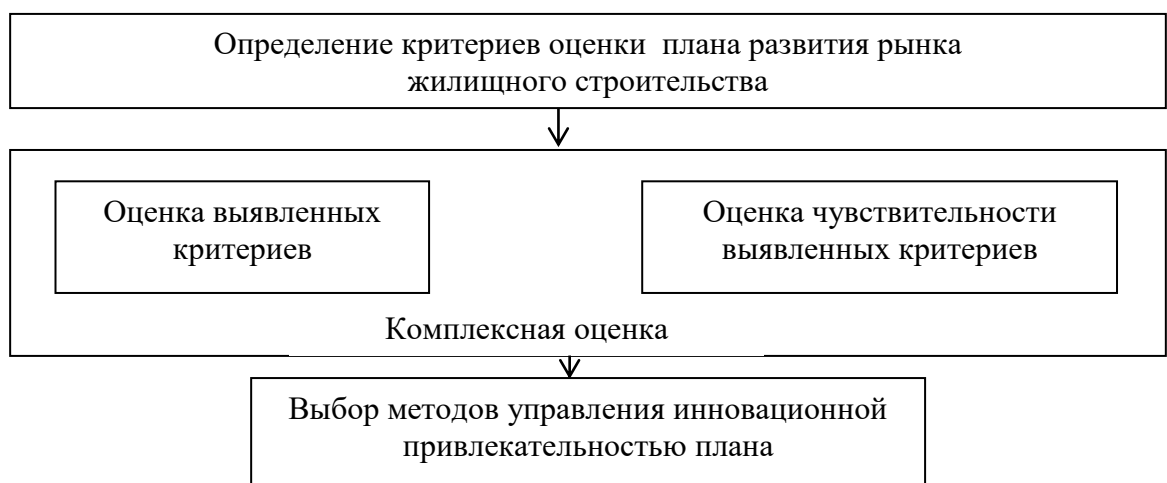 Определение критериев оценки плана развития рынка
жилищного строительства
Оценка выявленных
критериев
Оценка чувствительности
выявленных критериев
Комплексная оценка
Выбор методов управления инновационной
привлекательностью плана